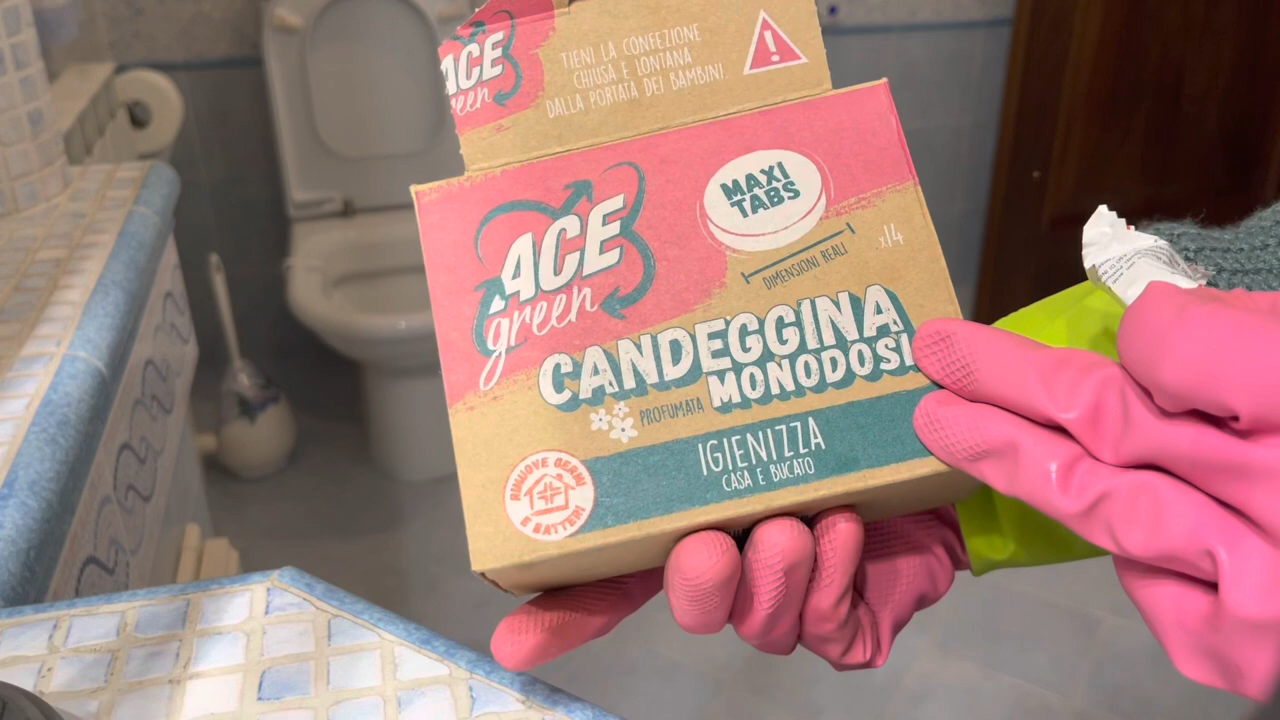 ACE
green
TIENI LA CONFEZIONE
CHIUSA E LONTANA
DALLA PORTATA DEI BAMBINI.
!
ACE
green
MAXI
TABS
x14
DIMENSIONI REALI
CANDEGGINA
MONODOSI
PROFUMATA
IGIENIZZA
CASA E BUCATO
RIMUOVE GERMI
E BATTERI